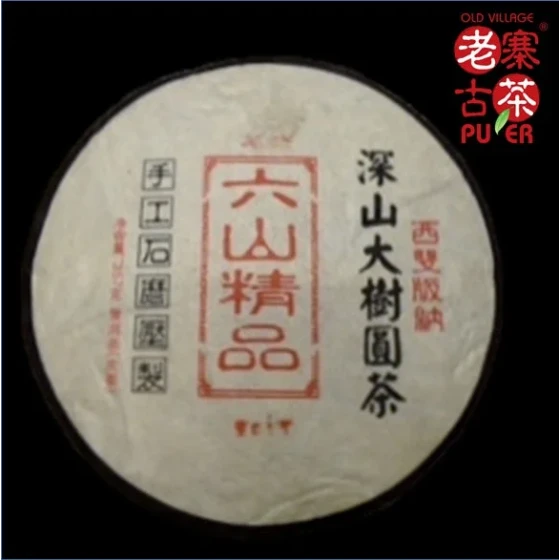 OLD VILLAGE
老寨
古茶
PU ER
®
西雙版納
深山大樹圓茶
六山精品
手工石磨壓製